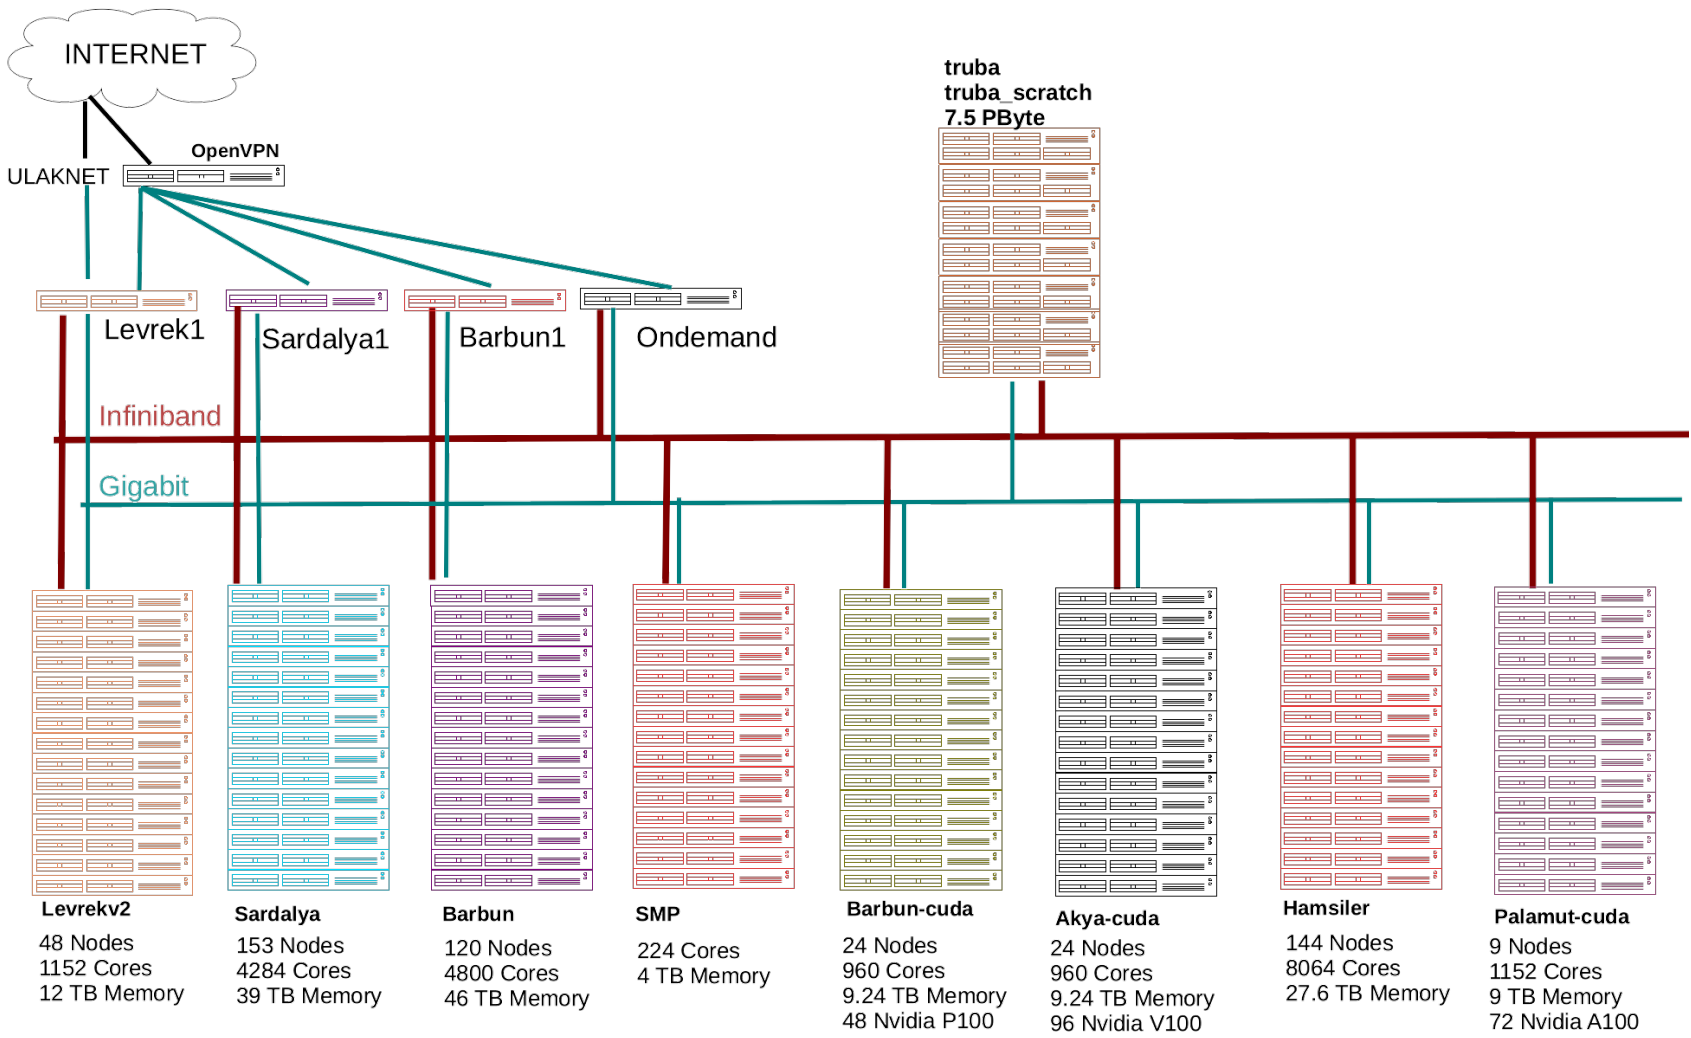 INTERNET
truba
truba_scratch
7.5 PByte
OpenVPN
ULAKNET
Levrek1
Sardalya1
Barbun1
Ondemand
Infiniband
Gigabit
Levrekv2
48 Nodes
1152 Cores
12 TB Memory
Sardalya
153 Nodes
4284 Cores
39 TB Memory
Barbun
120 Nodes
4800 Cores
46 TB Memory
SMP
224 Cores
4 TB Memory
Barbun-cuda
24 Nodes
960 Cores
9.24 TB Memory
48 Nvidia P100
Akya-cuda
24 Nodes
960 Cores
9.24 TB Memory
96 Nvidia V100
Hamsiler
144 Nodes
8064 Cores
27.6 TB Memory
Palamut-cuda
9 Nodes
1152 Cores
9 TB Memory
72 Nvidia A100